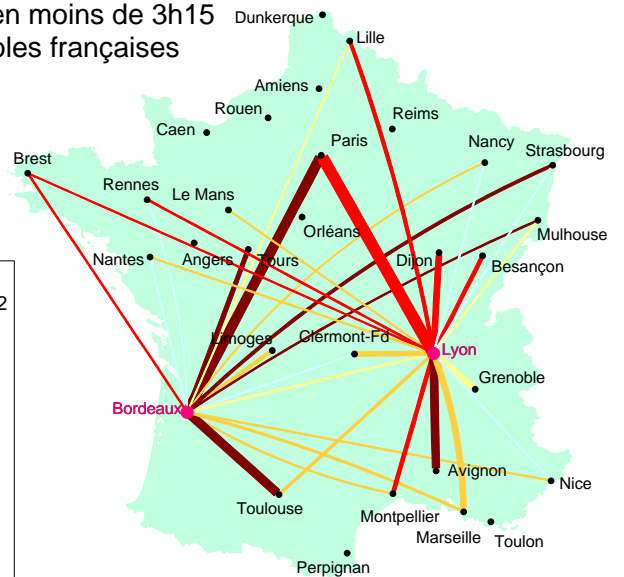 en moins de 3h15
oles françaises
Dunkerque
Lille
Amiens
Rouen
Reims
Caen
Paris
Nancy
Strasbourg
Brest
Rennes
Le Mans
Orléans
Mulhouse
Nantes
Angers
Tours
Dijon
Besançon
2
Limoges
Clermont-Fd
Lyon
Grenoble
Bordeaux
Avignon
Nice
Toulouse
Montpellier
Marseille
Toulon
Perpignan